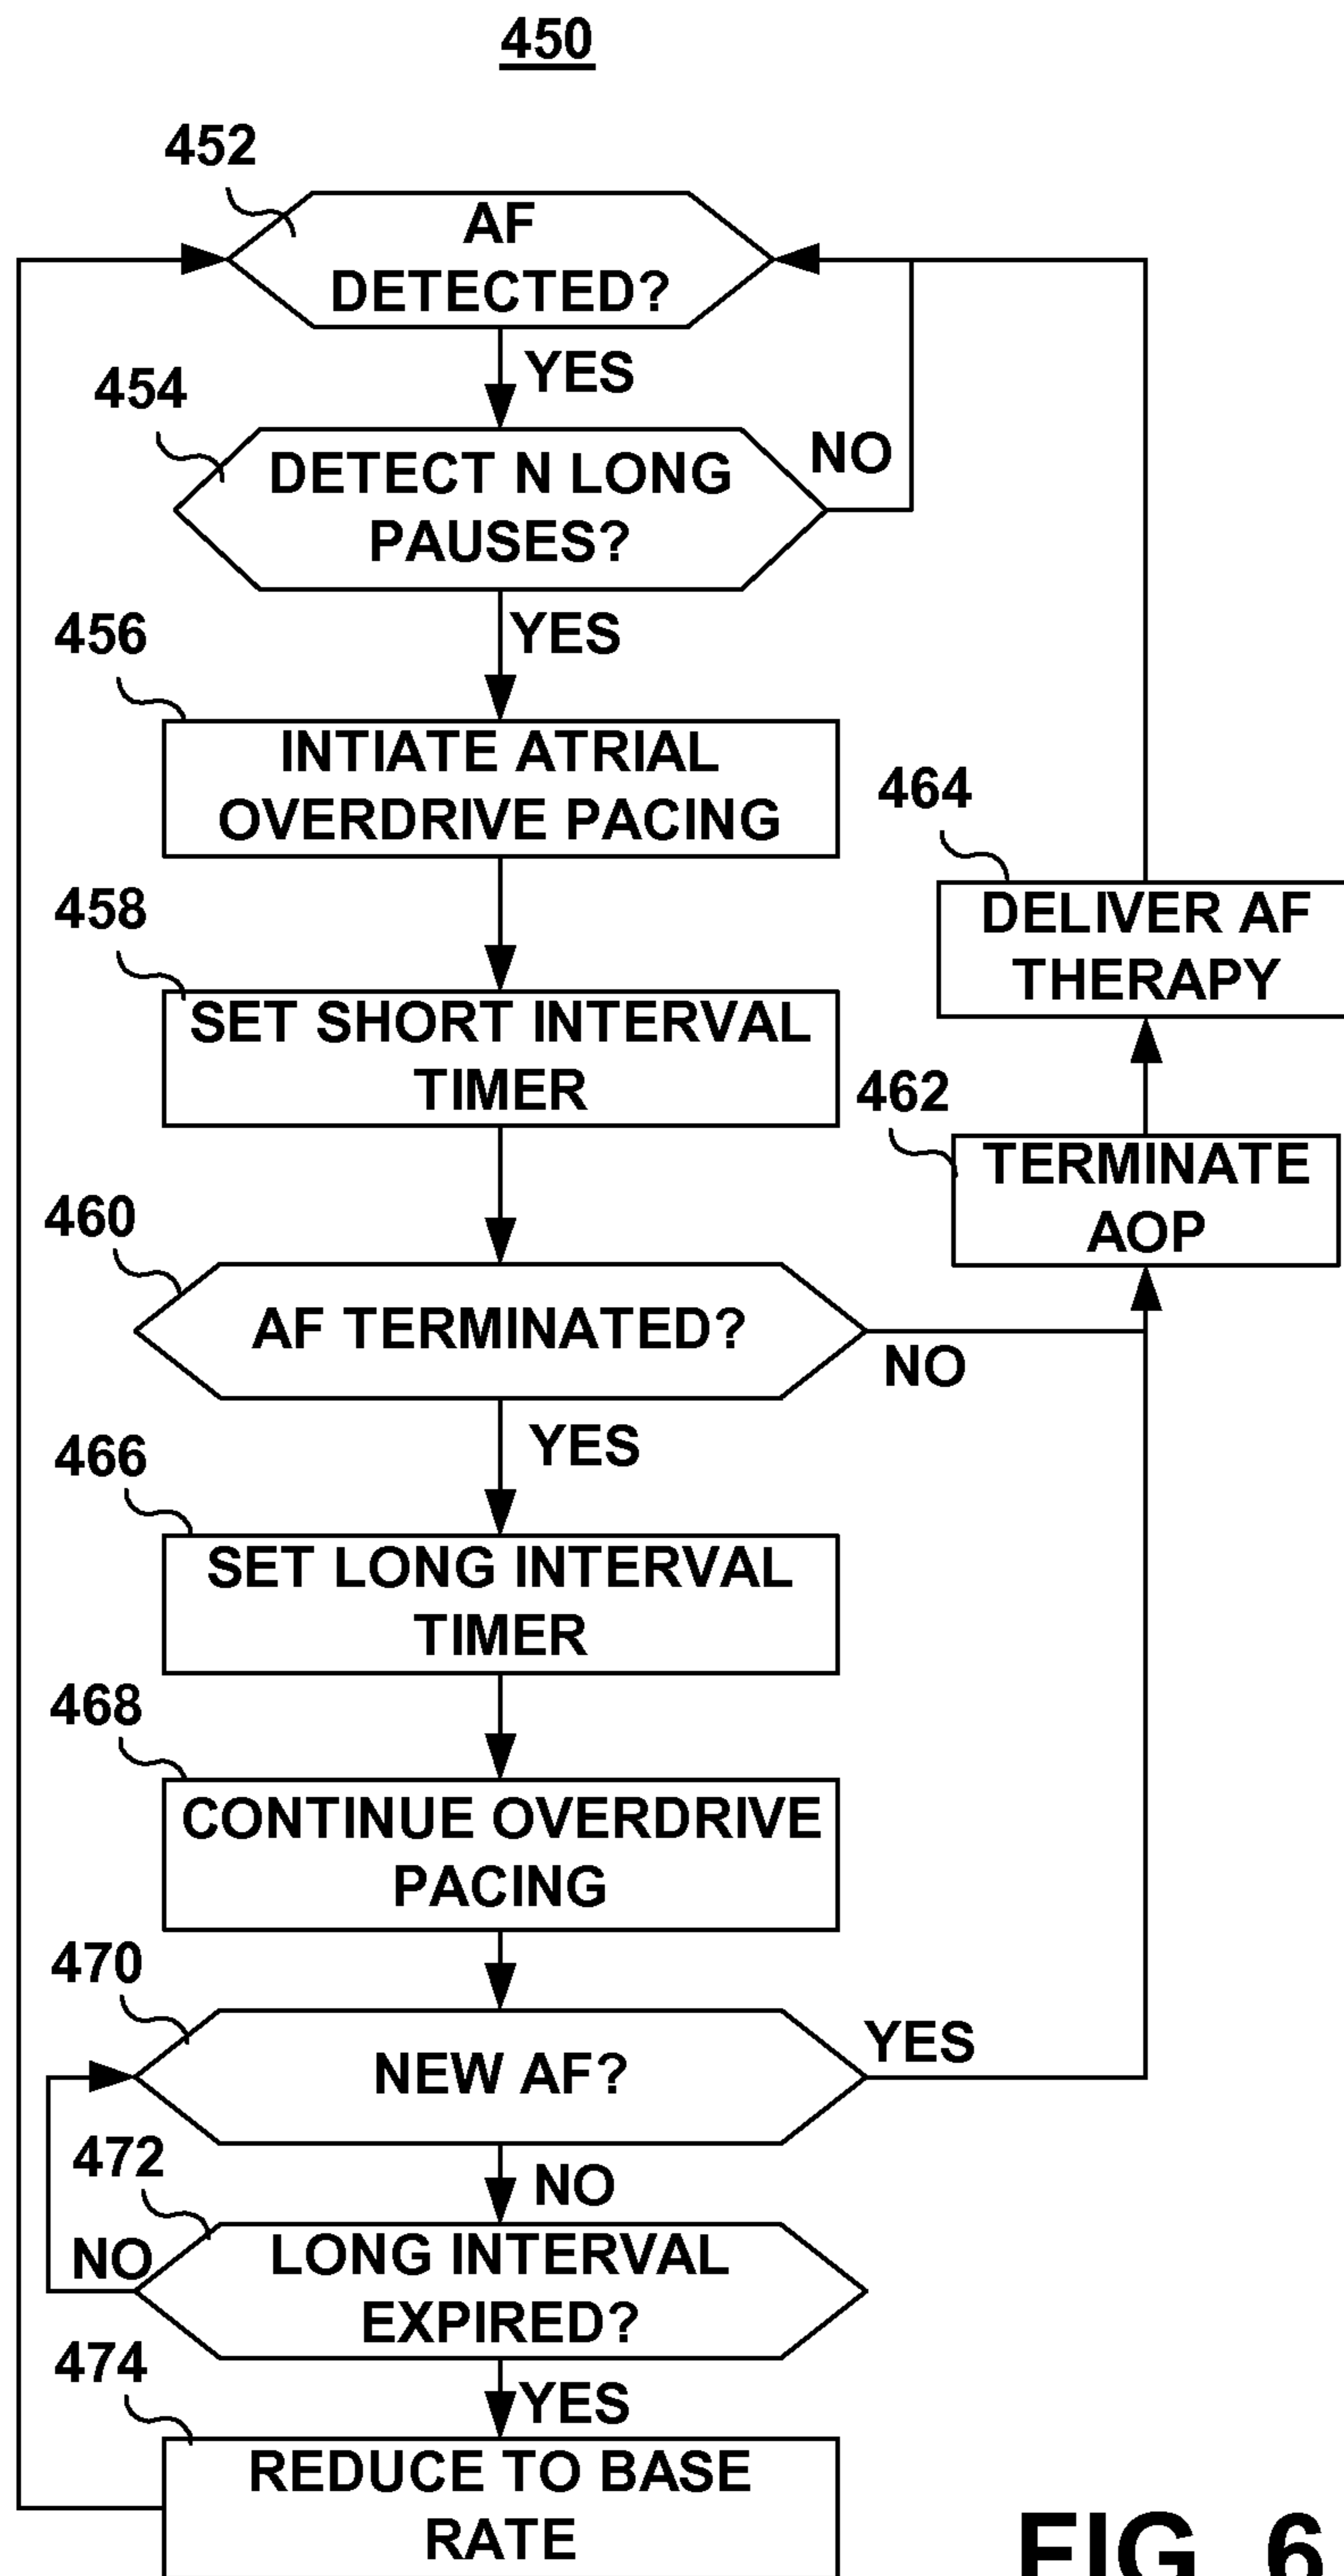 450
452
AF
DETECTED?
YES
454
DETECT N LONG
PAUSES?
NO
YES
456
INTIATE ATRIAL
OVERDRIVE PACING
458
SET SHORT INTERVAL
TIMER
460
AF TERMINATED?
NO
462
TERMINATE
AOP
464
DELIVER AF
THERAPY
YES
466
SET LONG INTERVAL
TIMER
468
CONTINUE OVERDRIVE
PACING
470
NEW AF?
YES
NO
472
LONG INTERVAL
EXPIRED?
NO
YES
474
REDUCE TO BASE
RATE
FIG. 6